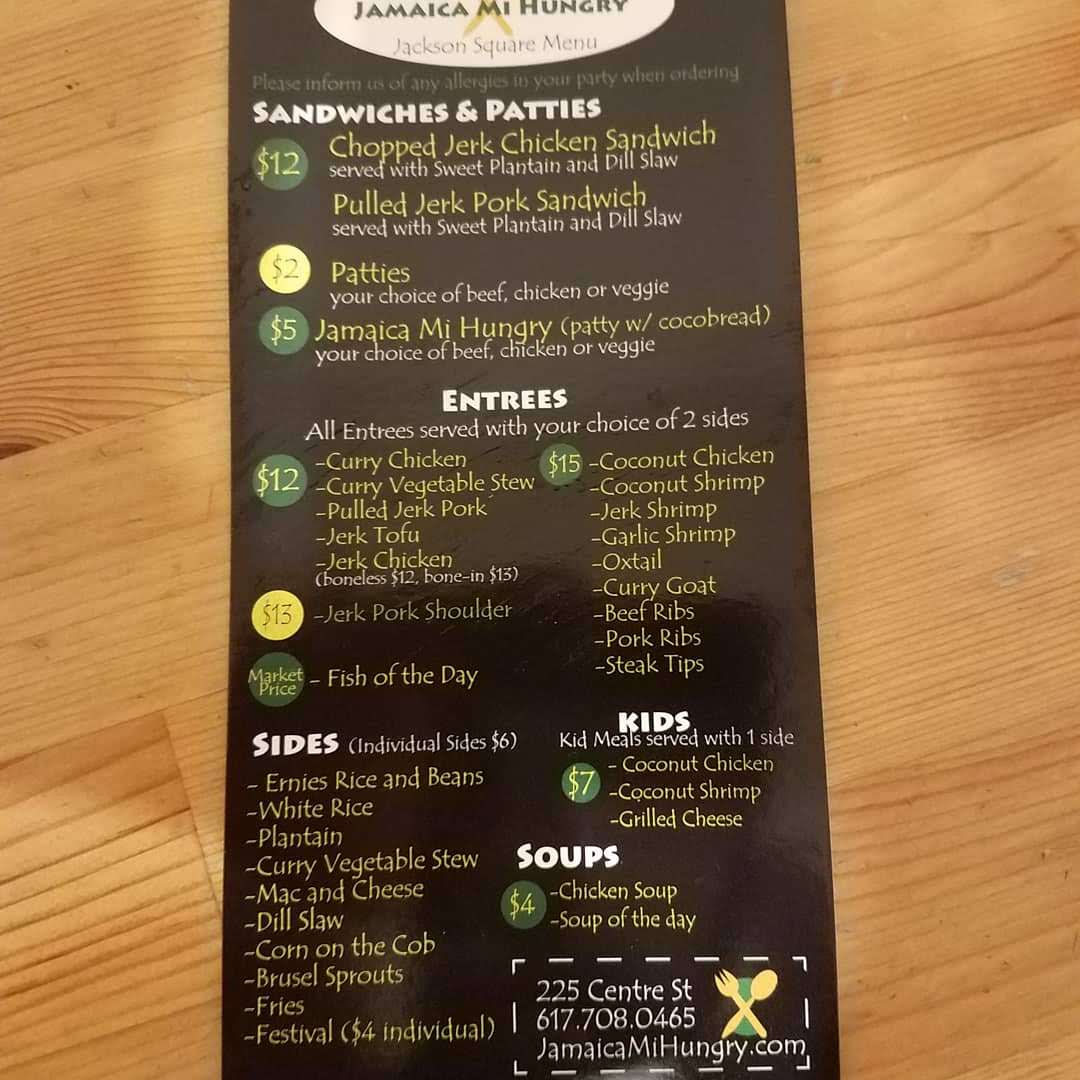 JAMAICA MI HUNGRY
Jackson Square Menu
Please inform us of any allergies in your party when ordering
SANDWICHES & PATTIES
$12
Chopped Jerk Chicken Sandwich
served with Sweet Plantain and Dill Slaw
Pulled Jerk Pork Sandwich
served with Sweet Plantain and Dill Slaw
$2
Patties
your choice of beef, chicken or veggie
$5
Jamaica Mi Hungry (patty w/ cocobread)
your choice of beef, chicken or veggie
ENTREES
All Entrees served with your choice of 2 sides
$12
-Curry Chicken
-Curry Vegetable Stew
-Pulled Jerk Pork
-Jerk Tofu
-Jerk Chicken
(boneless $12, bone-in $13)
$13
-Jerk Pork Shoulder
Market
Price
- Fish of the Day
$15
-Coconut Chicken
-Coconut Shrimp
-Jerk Shrimp
-Garlic Shrimp
-Oxtail
-Curry Goat
-Beef Ribs
-Pork Ribs
-Steak Tips
SIDES (Individual Sides $6)
- Ernies Rice and Beans
-White Rice
-Plantain
-Curry Vegetable Stew
-Mac and Cheese
-Dill Slaw
-Corn on the Cob
-Brusel Sprouts
-Fries
-Festival ($4 individual)
KIDS
Kid Meals served with 1 side
$7
- Coconut Chicken
-Coconut Shrimp
-Grilled Cheese
SOUPS
$4
-Chicken Soup
-Soup of the day
225 Centre St
617.708.0465
JamaicaMiHungry.com